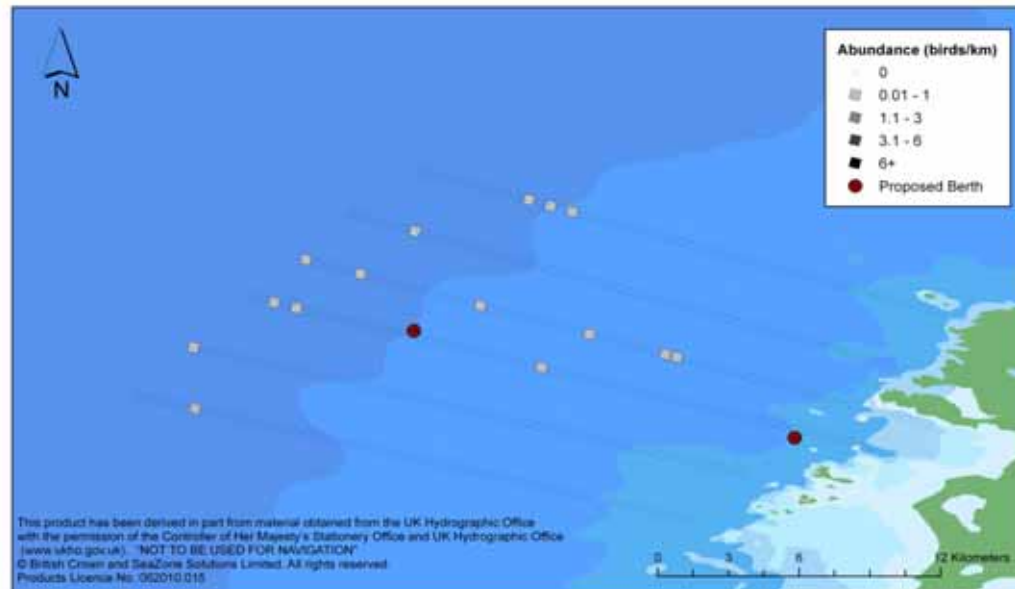 N
Abundance (birds/km)
0
0.01 - 1
1.1 - 3
3.1 - 6
6+
Proposed Berth
This product has been derived in part from material obtained from the UK Hydrographic Office
with the permission of the Controller of Her Majesty's Stationery Office and UK Hydrographic Office
(www.ukho.gov.uk). "NOT TO BE USED FOR NAVIGATION"
© British Crown and SeaZone Solutions Limited. All rights reserved.
Products Licence No. 062010.015
0 3 6 12 Kilometers